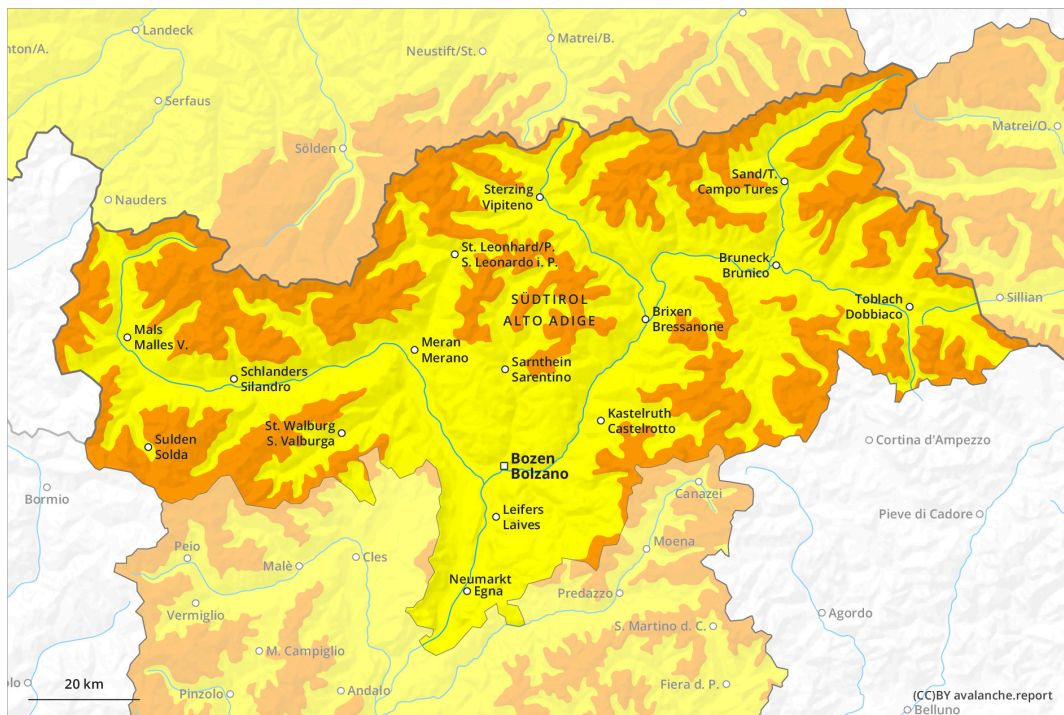 Landeck
nton/A.
Neustift/St.
Matrei/B.
Serfaus
Matrei/O.
Sölden
Nauders
Sand/T.
Campo Tures
Sterzing
Vipiteno
St. Leonhard/P.
S. Leonardo i. P.
Bruneck
Brunico
SÜDTIROL
ALTO ADIGE
Toblach
Dobbiaco
Sillian
Brixen
Bressanone
Mals
Malles V.
Meran
Merano
Schlanders
Silandro
Sarnthein
Sarentino
Kastelruth
Castelrotto
St. Walburg
S. Valburga
Sulden
Solda
Cortina d'Ampezzo
Bozen
Bolzano
Bormio
Canazei
Leifers
Laives
Pieve di Cadore
Moena
Peio
Cles
Malè
Neumarkt
Egna
Predazzo
Vermiglio
Agordo
S. Martino d. C.
M. Campiglio
olo
20 km
Pinzolo
Andalo
Fiera d. P.
(CC)BY avalanche.report
Belluno